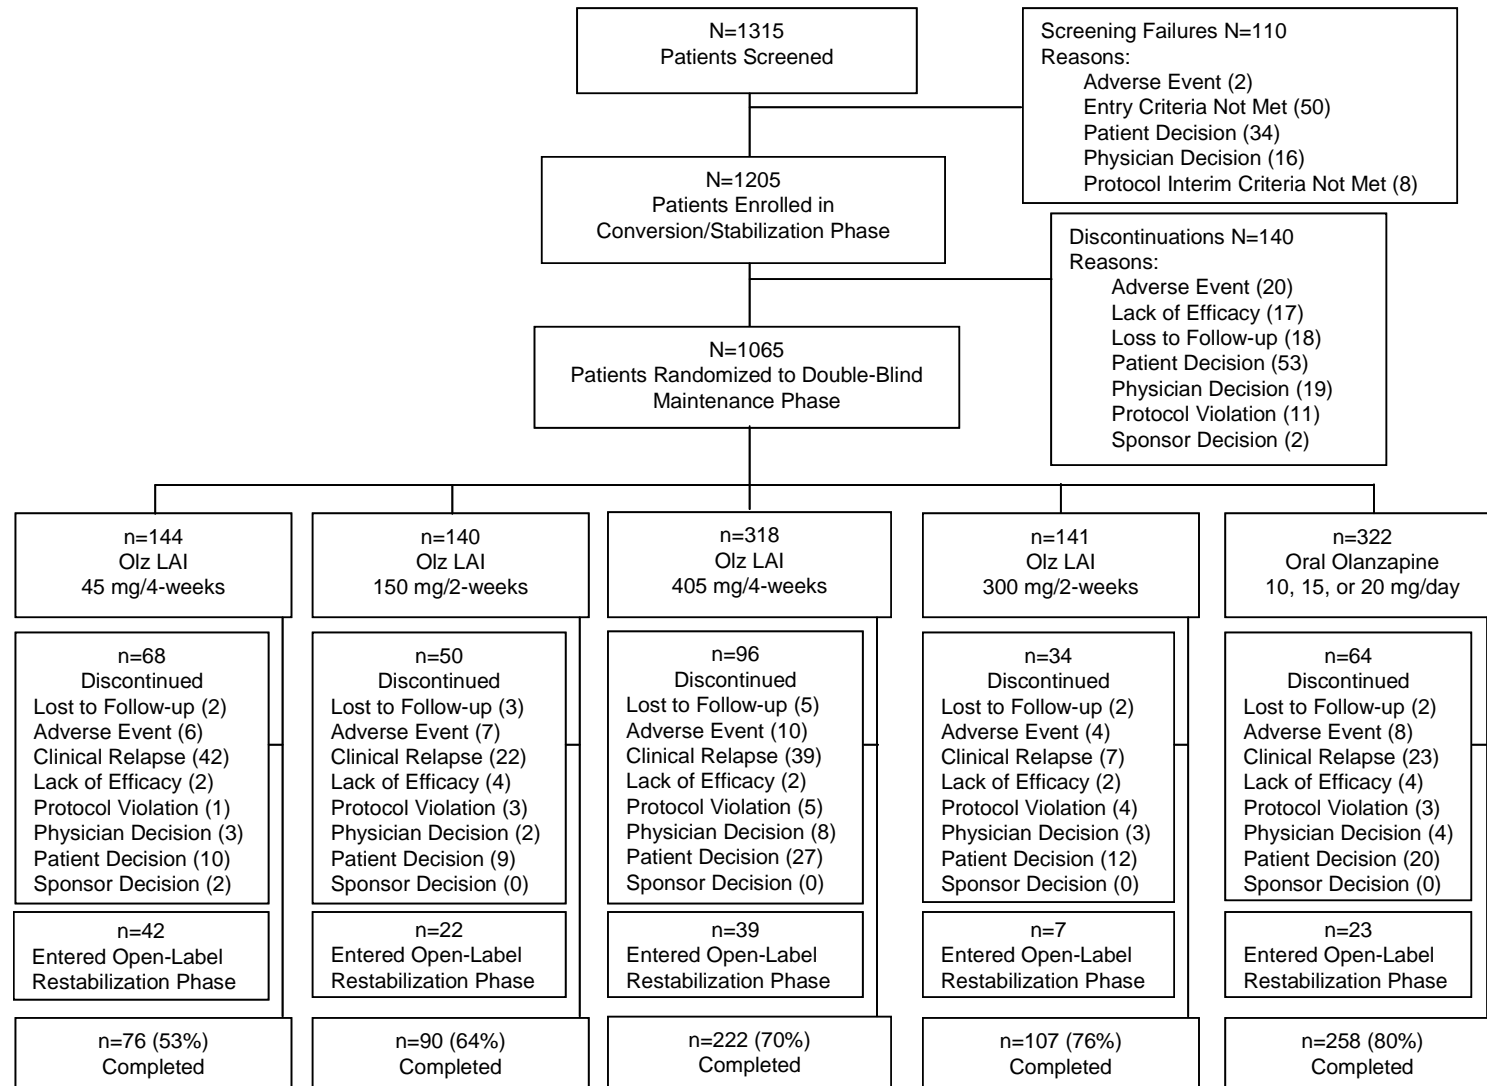 N=1315
Patients Screened
Screening Failures N=110
Reasons:
Adverse Event (2)
Entry Criteria Not Met (50)
Patient Decision (34)
Physician Decision (16)
Protocol Interim Criteria Not Met (8)
N=1205
Patients Enrolled in
Conversion/Stabilization Phase
Discontinuations N=140
Reasons:
Adverse Event (20)
Lack of Efficacy (17)
Loss to Follow-up (18)
Patient Decision (53)
Physician Decision (19)
Protocol Violation (11)
Sponsor Decision (2)
N=1065
Patients Randomized to Double-Blind
Maintenance Phase
n=144
Olz LAI
45 mg/4-weeks
n=140
Olz LAI
150 mg/2-weeks
n=318
Olz LAI
405 mg/4-weeks
n=141
Olz LAI
300 mg/2-weeks
n=322
Oral Olanzapine
10, 15, or 20 mg/day
n=68
Discontinued
Lost to Follow-up (2)
Adverse Event (6)
Clinical Relapse (42)
Lack of Efficacy (2)
Protocol Violation (1)
Physician Decision (3)
Patient Decision (10)
Sponsor Decision (2)
n=50
Discontinued
Lost to Follow-up (3)
Adverse Event (7)
Clinical Relapse (22)
Lack of Efficacy (4)
Protocol Violation (3)
Physician Decision (2)
Patient Decision (9)
Sponsor Decision (0)
n=96
Discontinued
Lost to Follow-up (5)
Adverse Event (10)
Clinical Relapse (39)
Lack of Efficacy (2)
Protocol Violation (5)
Physician Decision (8)
Patient Decision (27)
Sponsor Decision (0)
n=34
Discontinued
Lost to Follow-up (2)
Adverse Event (4)
Clinical Relapse (7)
Lack of Efficacy (2)
Protocol Violation (4)
Physician Decision (3)
Patient Decision (12)
Sponsor Decision (0)
n=64
Discontinued
Lost to Follow-up (2)
Adverse Event (8)
Clinical Relapse (23)
Lack of Efficacy (4)
Protocol Violation (3)
Physician Decision (4)
Patient Decision (20)
Sponsor Decision (0)
n=42
Entered Open-Label
Restabilization Phase
n=22
Entered Open-Label
Restabilization Phase
n=39
Entered Open-Label
Restabilization Phase
n=7
Entered Open-Label
Restabilization Phase
n=23
Entered Open-Label
Restabilization Phase
n=76 (53%)
Completed
n=90 (64%)
Completed
n=222 (70%)
Completed
n=107 (76%)
Completed
n=258 (80%)
Completed